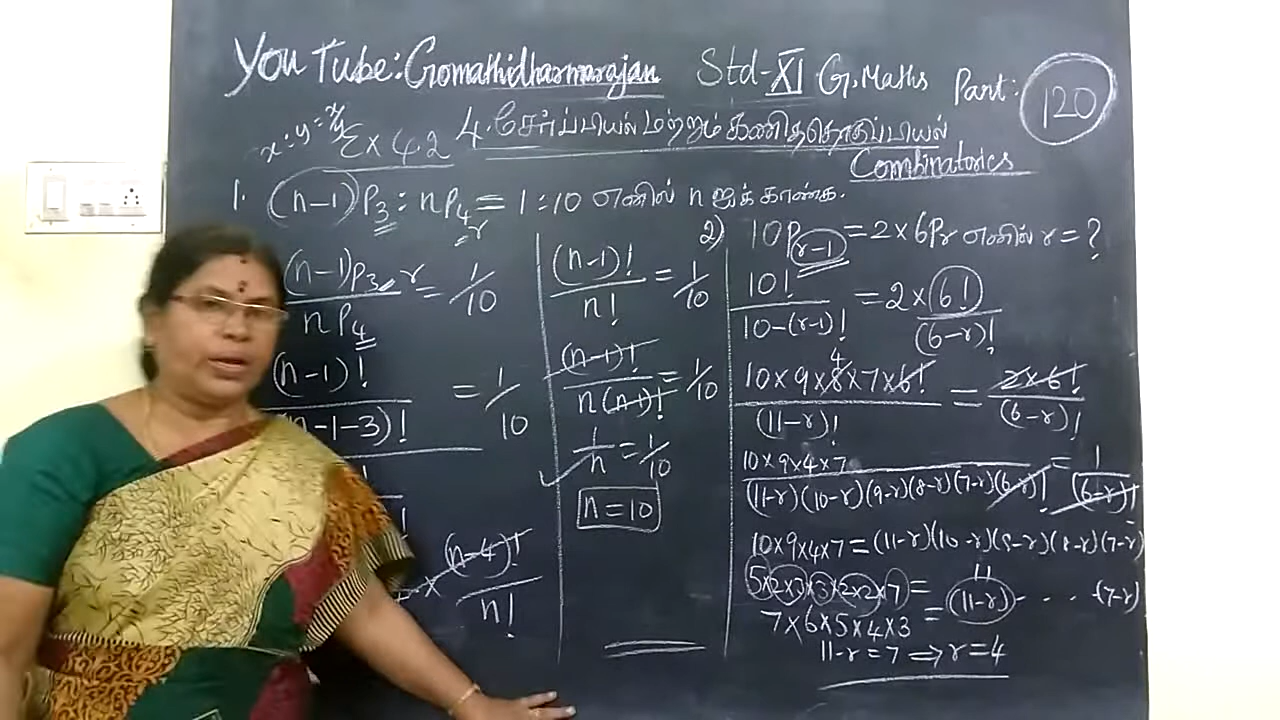 You Tube: Gomathidharmarajan Std-XI G.Maths Part: 120
x:y = x/y Ex 4.2 4. சேர்ப்பியல் மற்றும் கணிததொகுப்பியல்
Combinatorics
1. (n-1)P₃ : nP₄ = 1:10 எனில் n ஐக் காண்க.
r
(n-1)P₃ r / nP₄ = 1/10
(n-1)! / (n-1-3)! = 1/10
× (n-4)! / n!
(n-1)! / n! = 1/10
(n-1)! / n(n-1)! = 1/10
1/n = 1/10
n = 10
2) 10P r-1 = 2×6Pr எனில் r = ?
10! / 10-(r-1)! = 2× (6!) / (6-r)!
4
10×9×8×7×6! / (11-r)! = 2×6! / (6-r)!
10×9×4×7 / (11-r)(10-r)(9-r)(8-r)(7-r)(6-r)! = 1 / (6-r)!
10×9×4×7 = (11-r)(10-r)(9-r)(8-r)(7-r)
5×2×3×3×2×2×7 = (11-r) - - - (7-r)
7×6×5×4×3 =
11-r = 7 ⇒ r = 4